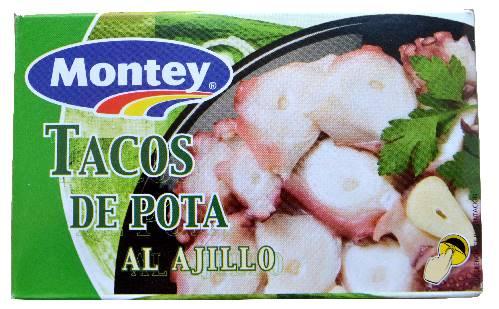 Montey®
TACOS
DE POTA
AL AJILLO